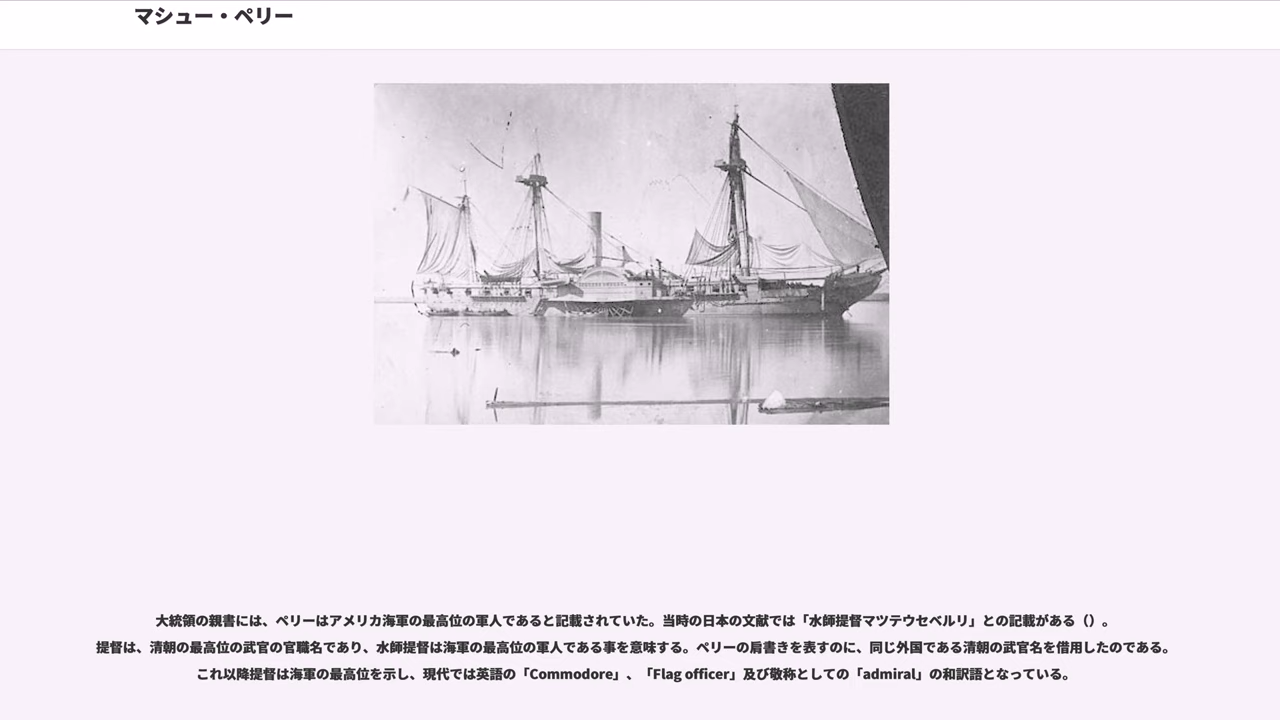 マシュー・ペリー
大統領の親書には、ペリーはアメリカ海軍の最高位の軍人であると記載されていた。当時の日本の文献では「水師提督マツテウセベルリ」との記載がある（）。
提督は、清朝の最高位の武官の官職名であり、水師提督は海軍の最高位の軍人である事を意味する。ペリーの肩書きを表すのに、同じ外国である清朝の武官名を借用したのである。
これ以降提督は海軍の最高位を示し、現代では英語の「Commodore」、「Flag officer」及び敬称としての「admiral」の和訳語となっている。